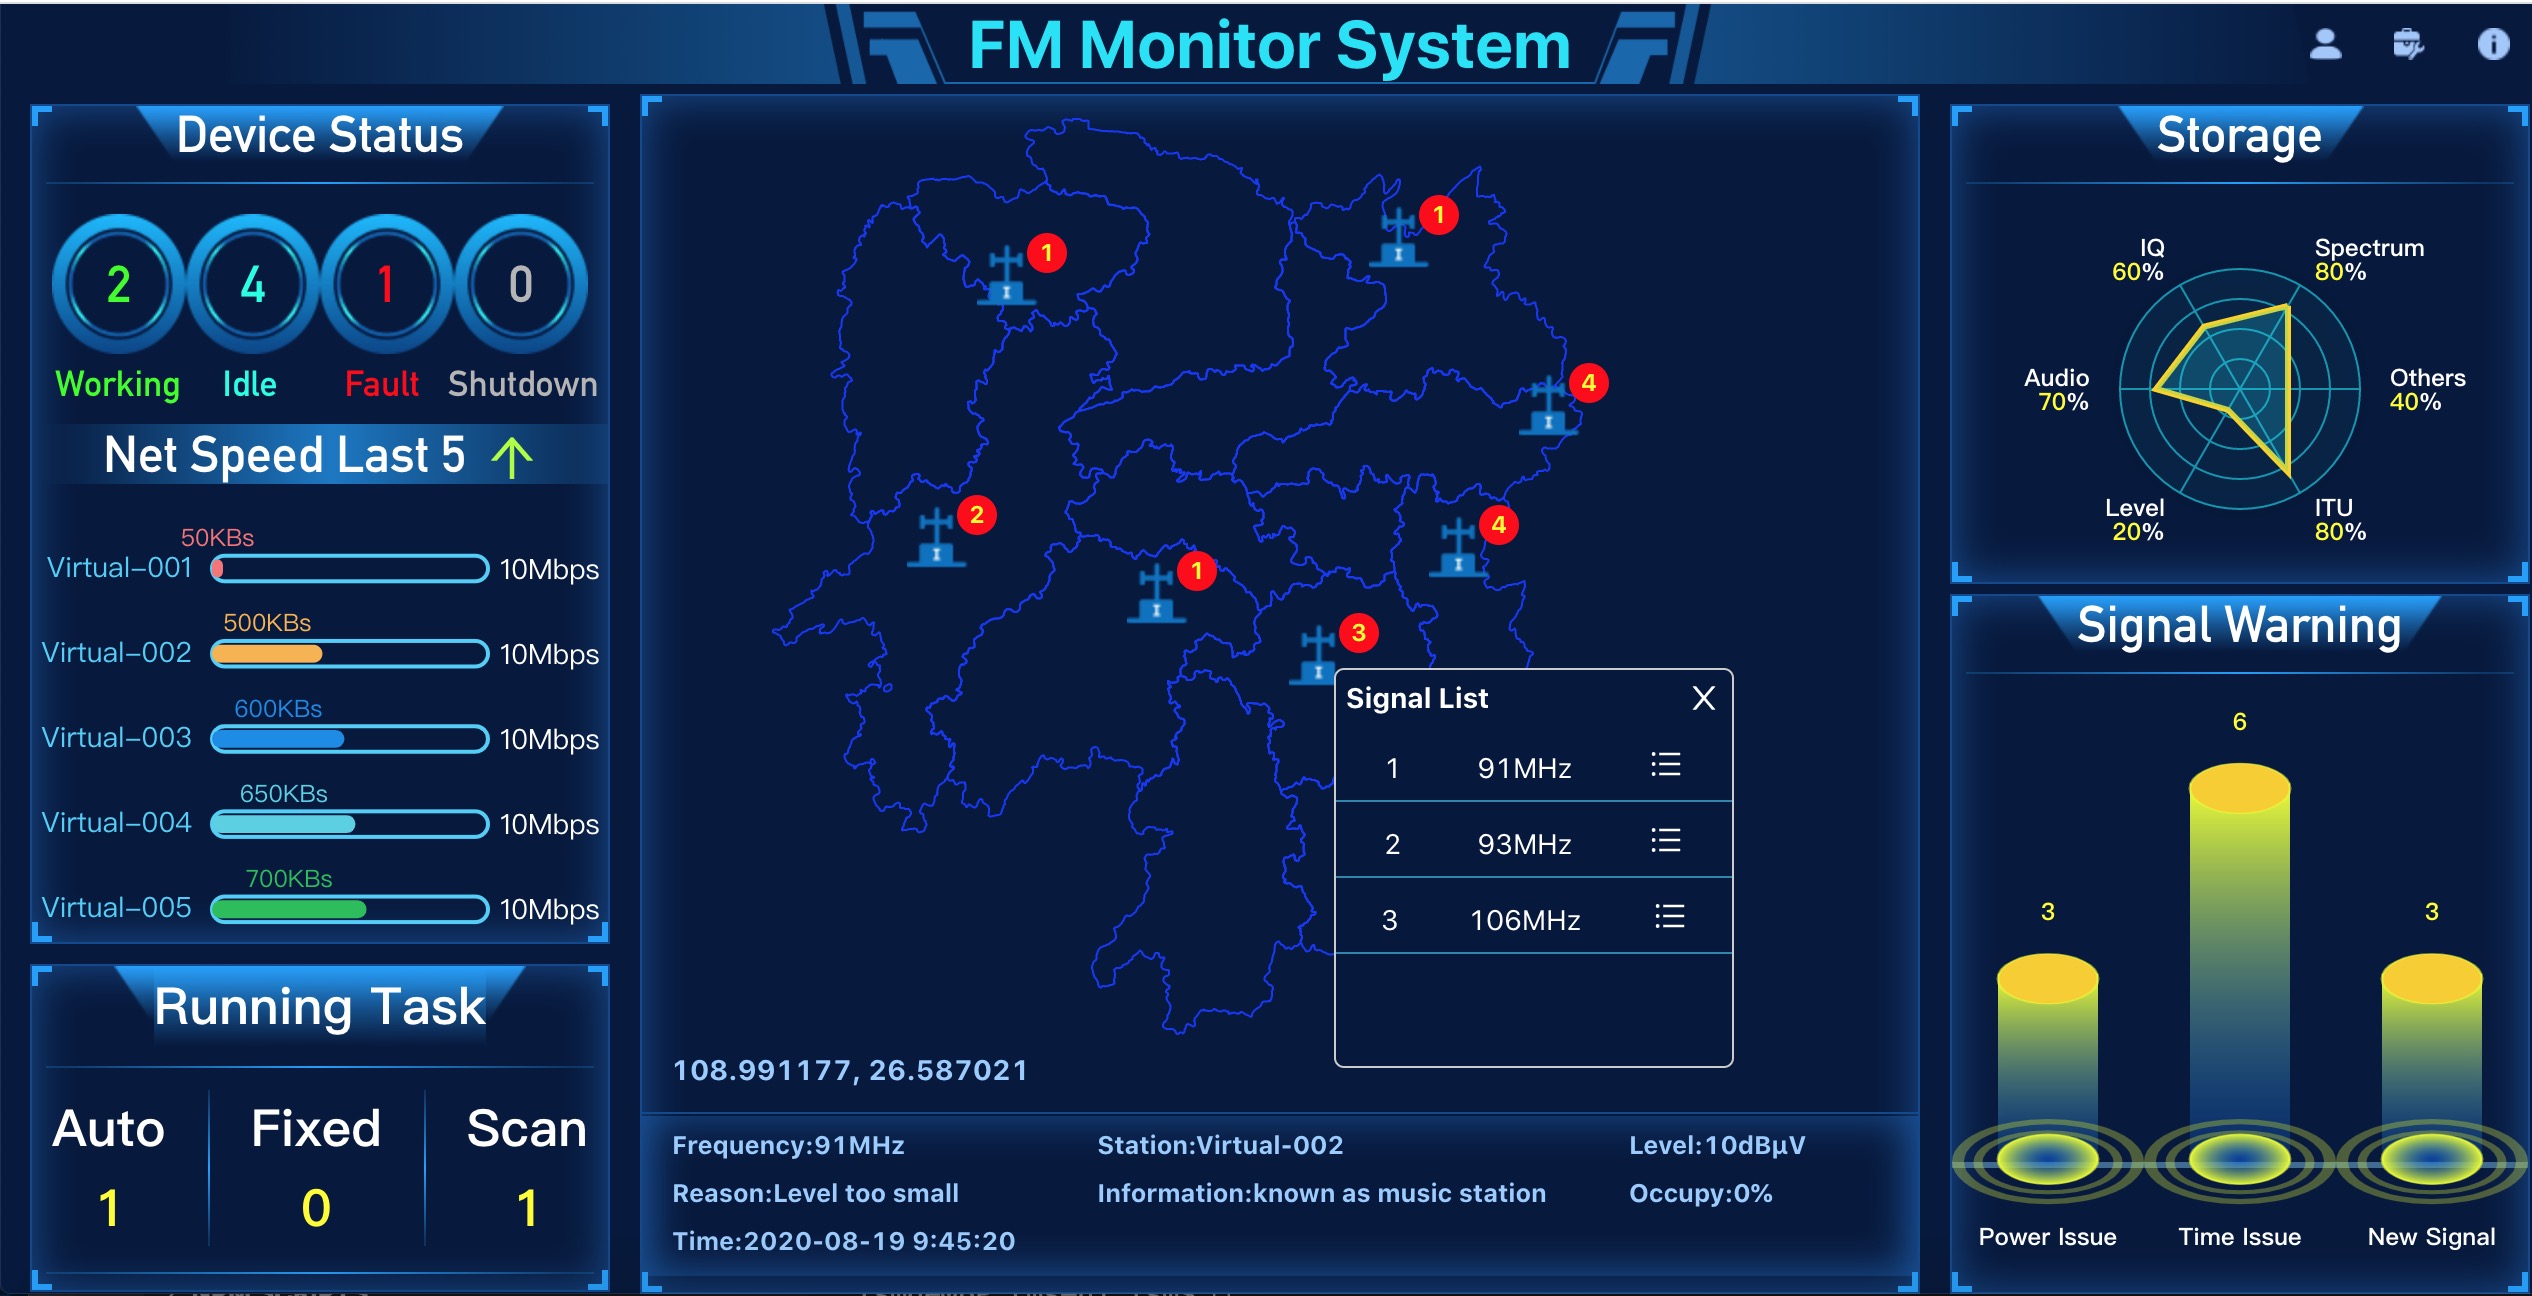 FM Monitor System
Device Status
2 4 1 0
Working Idle Fault Shutdown
Net Speed Last 5
50KBs
Virtual-001 10Mbps
500KBs
Virtual-002 10Mbps
600KBs
Virtual-003 10Mbps
650KBs
Virtual-004 10Mbps
700KBs
Virtual-005 10Mbps
Running Task
Auto Fixed Scan
1 0 1
1
1
4
2
4
1
3
Signal List X
1 91MHz
2 93MHz
3 106MHz
108.991177, 26.587021
Frequency:91MHz Station:Virtual-002 Level:10dBμV
Reason:Level too small Information:known as music station Occupy:0%
Time:2020-08-19 9:45:20
Storage
IQ
60%
Spectrum
80%
Audio
70%
Others
40%
Level
20%
ITU
80%
Signal Warning
6
3 3
Power Issue Time Issue New Signal